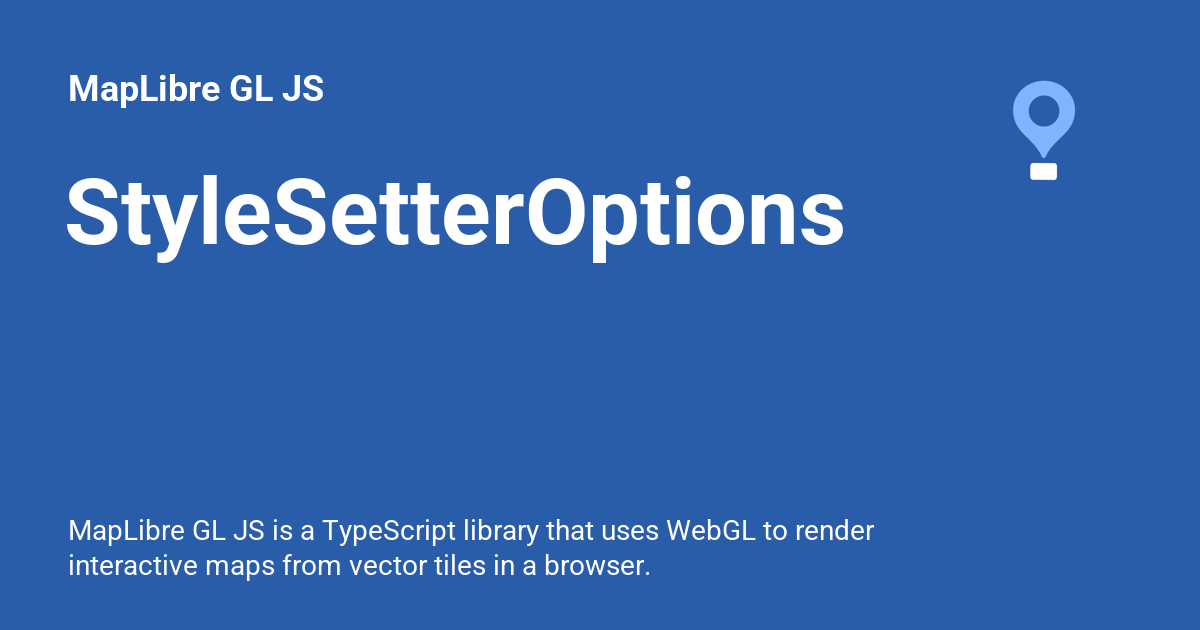 MapLibre GL JS
StyleSetterOptions
MapLibre GL JS is a TypeScript library that uses WebGL to render
interactive maps from vector tiles in a browser.